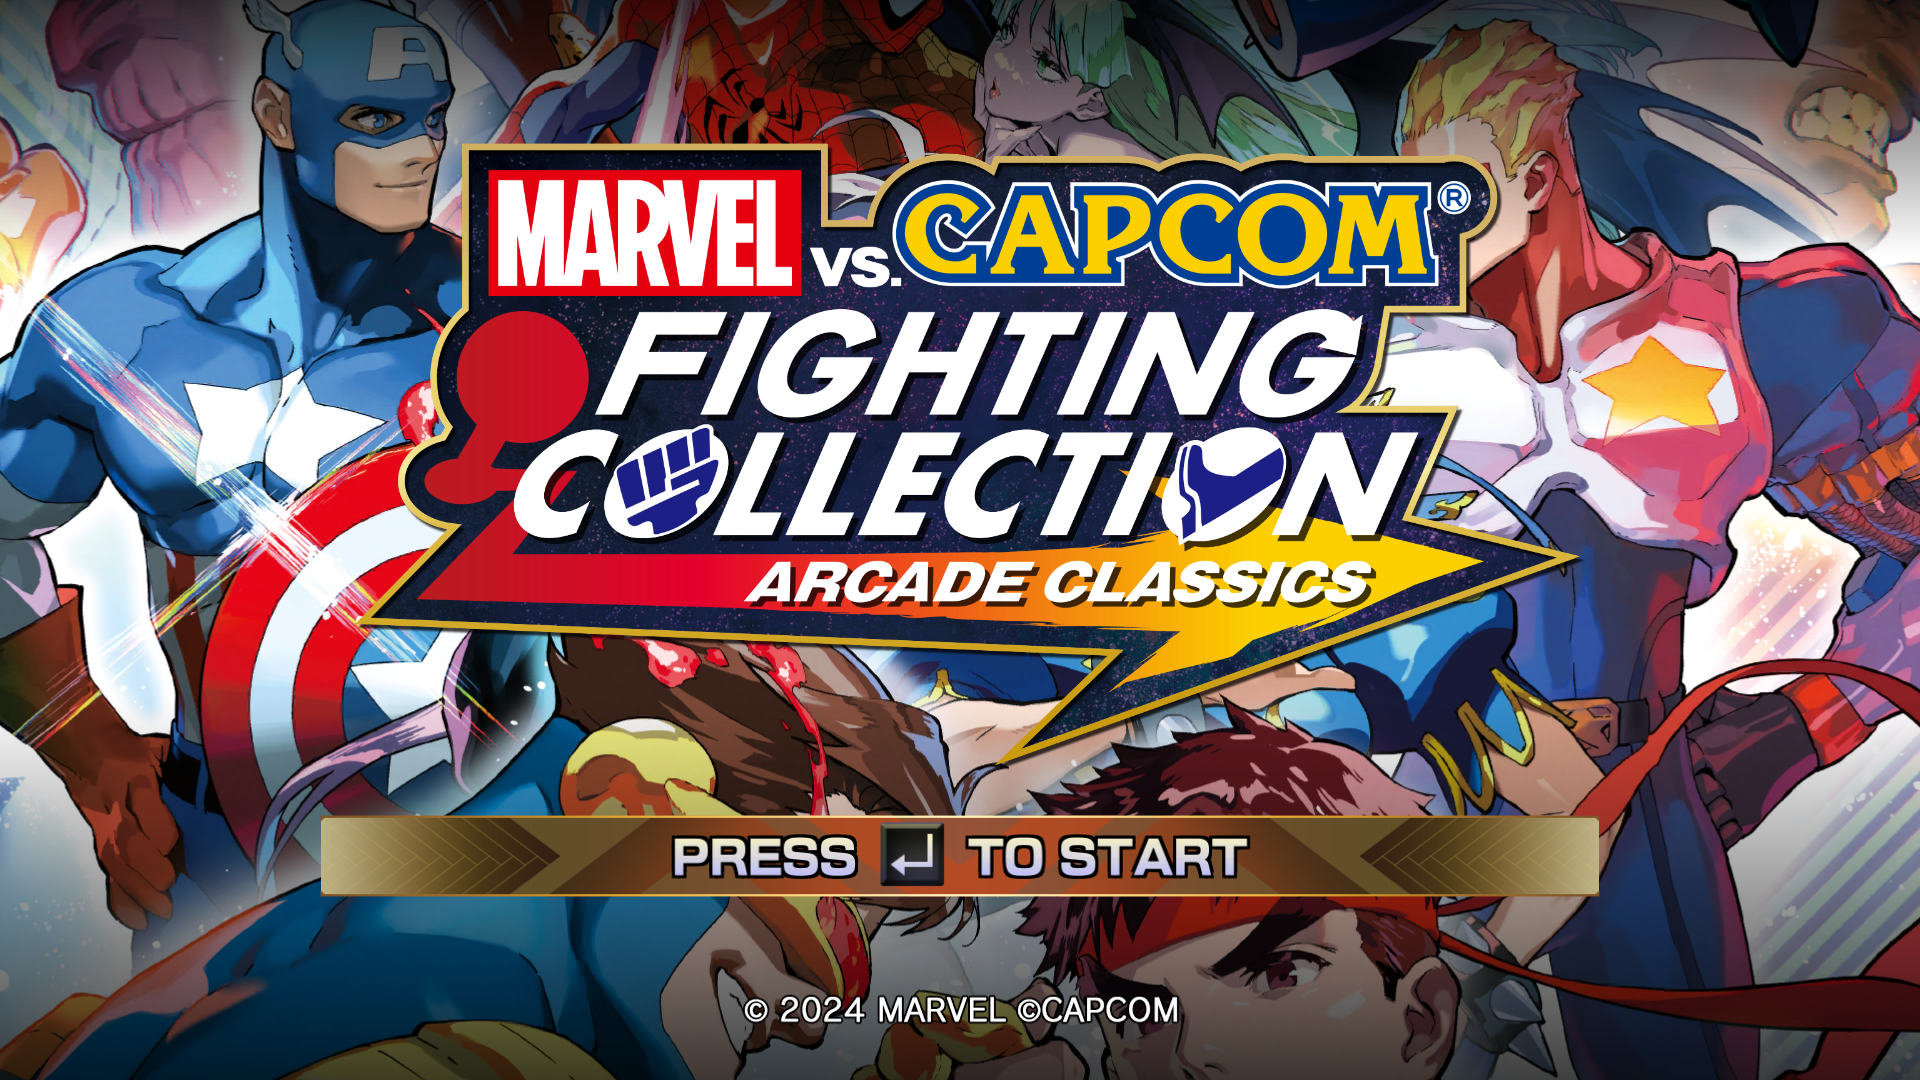 A
MARVEL vs. CAPCOM®
FIGHTING
COLLECTION
ARCADE CLASSICS
PRESS ↵ TO START
© 2024 MARVEL ©CAPCOM